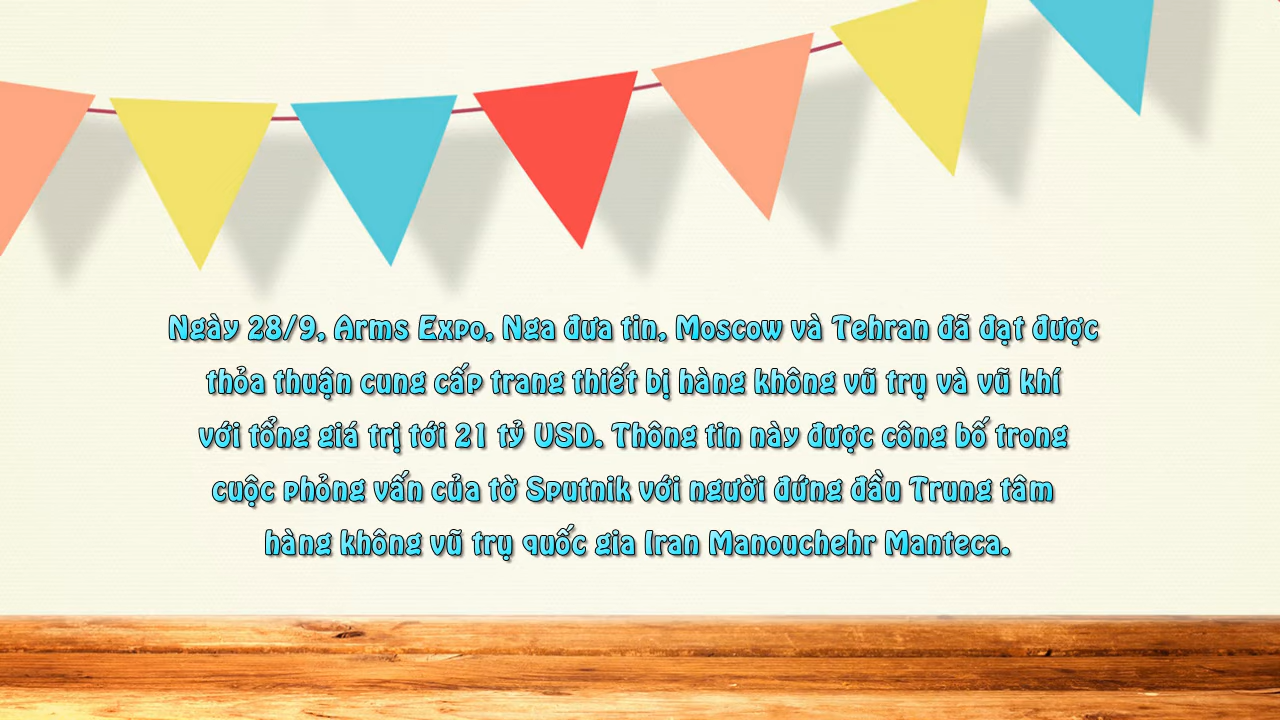 Ngày 28/9, Arms Expo, Nga đưa tin, Moscow và Tehran đã đạt được
thỏa thuận cung cấp trang thiết bị hàng không vũ trụ và vũ khí
với tổng giá trị tới 21 tỷ USD. Thông tin này được công bố trong
cuộc phỏng vấn của tờ Sputnik với người đứng đầu Trung tâm
hàng không vũ trụ quốc gia Iran Manouchehr Manteca.